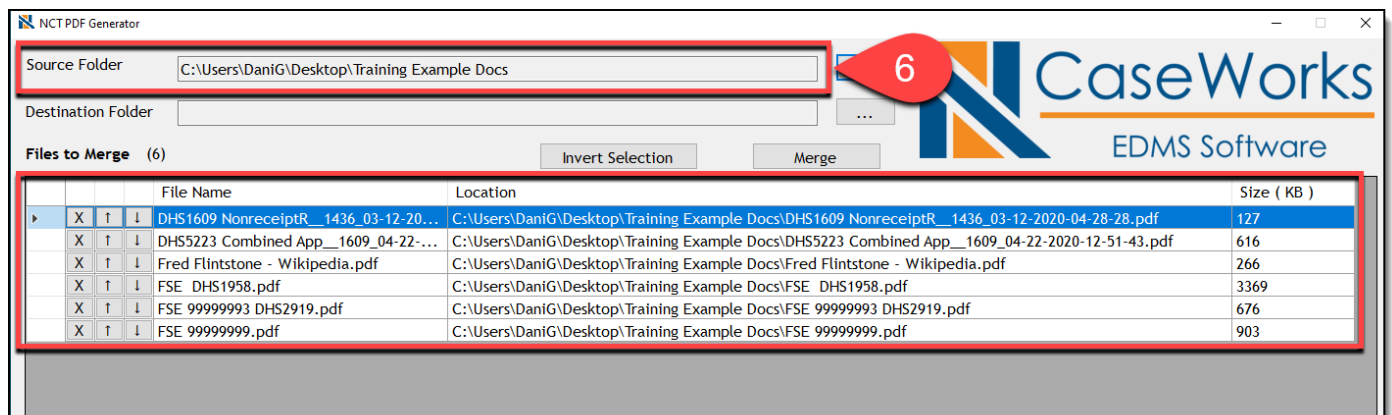 NCT PDF Generator
Source Folder C:\Users\DaniG\Desktop\Training Example Docs 6
CaseWorks
Destination Folder ...
EDMS Software
Files to Merge (6) Invert Selection Merge
File Name Location Size ( KB )
X ↑ ↓ DHS1609 NonreceiptR__1436_03-12-20... C:\Users\DaniG\Desktop\Training Example Docs\DHS1609 NonreceiptR__1436_03-12-2020-04-28-28.pdf 127
X ↑ ↓ DHS5223 Combined App__1609_04-22-... C:\Users\DaniG\Desktop\Training Example Docs\DHS5223 Combined App__1609_04-22-2020-12-51-43.pdf 616
X ↑ ↓ Fred Flintstone - Wikipedia.pdf C:\Users\DaniG\Desktop\Training Example Docs\Fred Flintstone - Wikipedia.pdf 266
X ↑ ↓ FSE  DHS1958.pdf C:\Users\DaniG\Desktop\Training Example Docs\FSE  DHS1958.pdf 3369
X ↑ ↓ FSE 99999993 DHS2919.pdf C:\Users\DaniG\Desktop\Training Example Docs\FSE 99999993 DHS2919.pdf 676
X ↑ ↓ FSE 99999999.pdf C:\Users\DaniG\Desktop\Training Example Docs\FSE 99999999.pdf 903